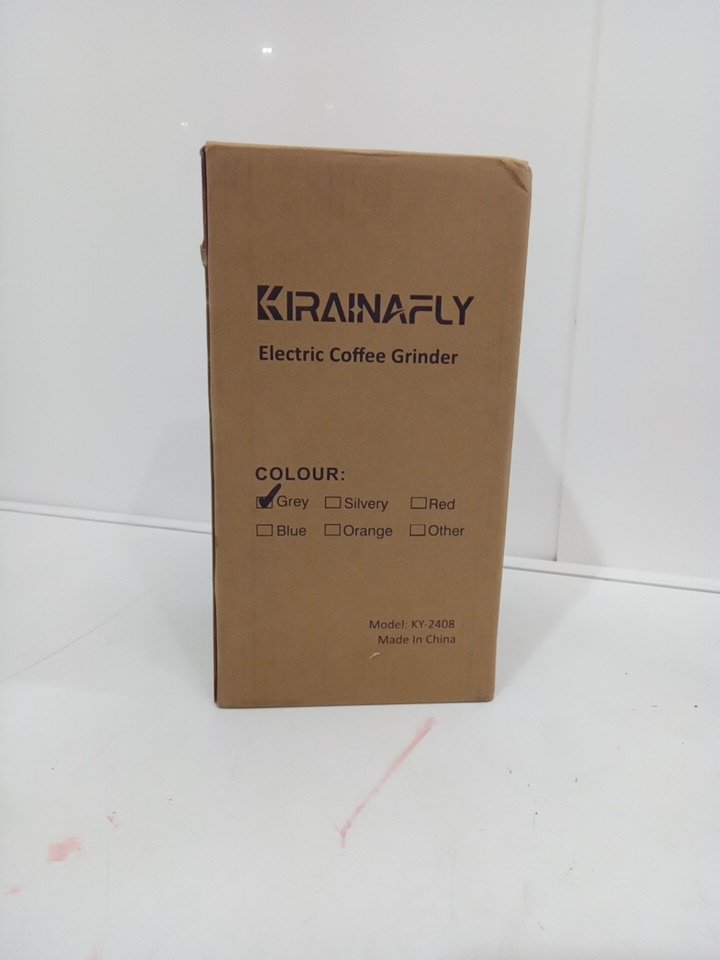 KIRAINAFLY
Electric Coffee Grinder
COLOUR:
Grey Silvery Red
Blue Orange Other
Model: KY-2408
Made In China